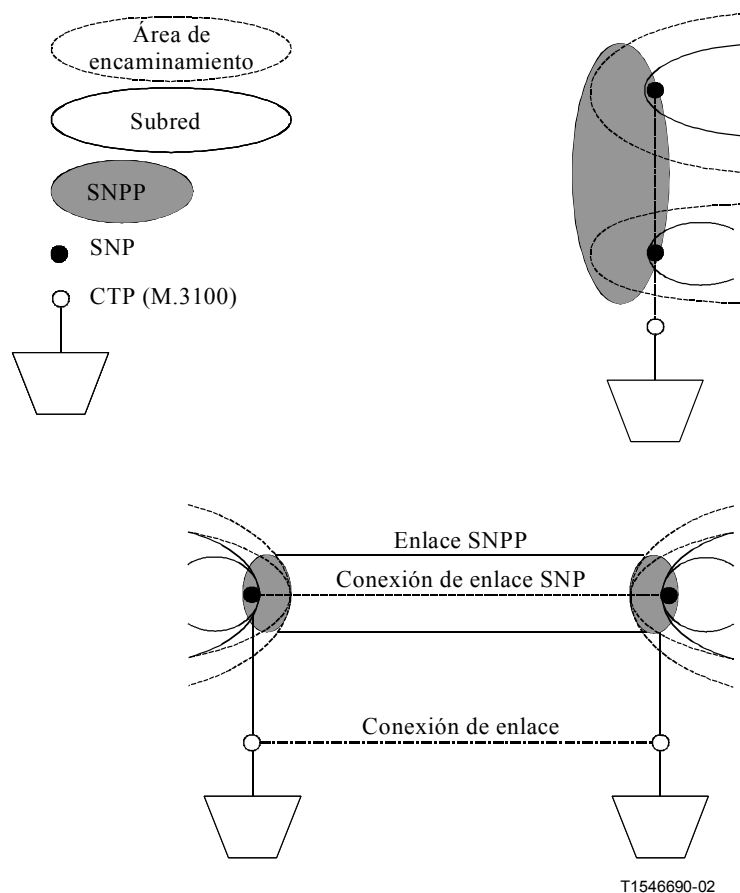 Área de
encaminamiento
Subred
SNPP
SNP
CTP (M.3100)
Enlace SNPP
Conexión de enlace SNP
Conexión de enlace
T1546690-02